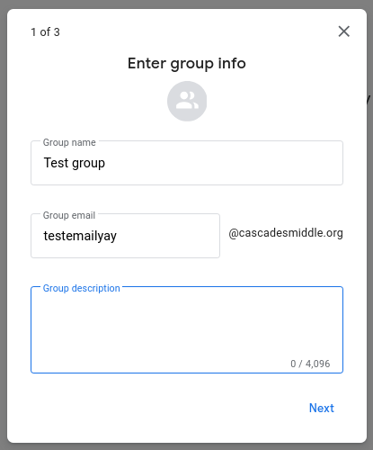 1 of 3
Enter group info
Group name
Test group
Group email
testemailyay
@cascadesmiddle.org
Group description
0 / 4,096
Next